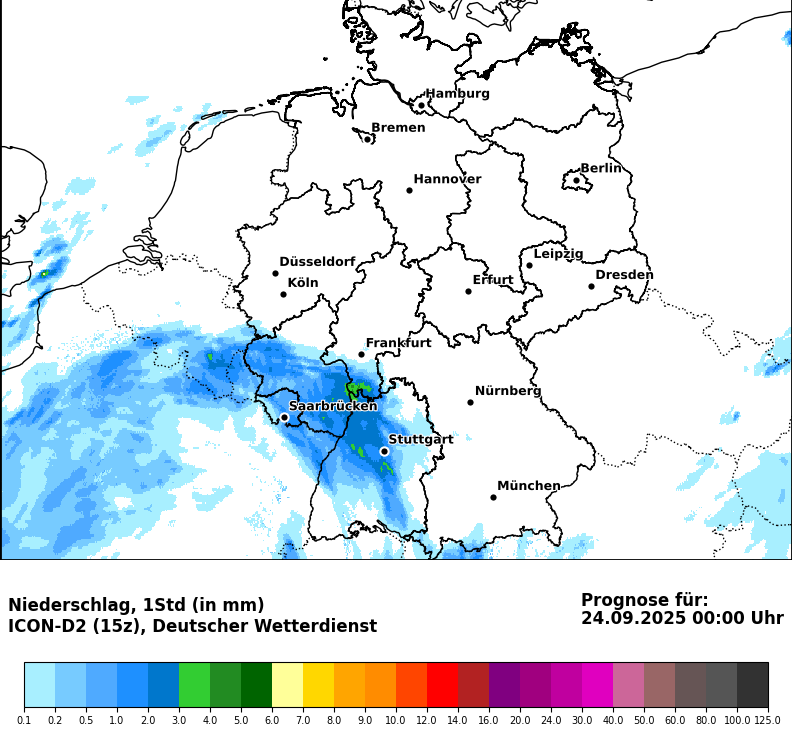 Hamburg
Bremen
Berlin
Hannover
Leipzig
Düsseldorf
Dresden
Köln
Erfurt
Frankfurt
Nürnberg
Saarbrücken
Stuttgart
München
Niederschlag, 1Std (in mm)
ICON-D2 (15z), Deutscher Wetterdienst
Prognose für:
24.09.2025 00:00 Uhr
0.1 0.2 0.5 1.0 2.0 3.0 4.0 5.0 6.0 7.0 8.0 9.0 10.0 12.0 14.0 16.0 20.0 24.0 30.0 40.0 50.0 60.0 80.0 100.0 125.0